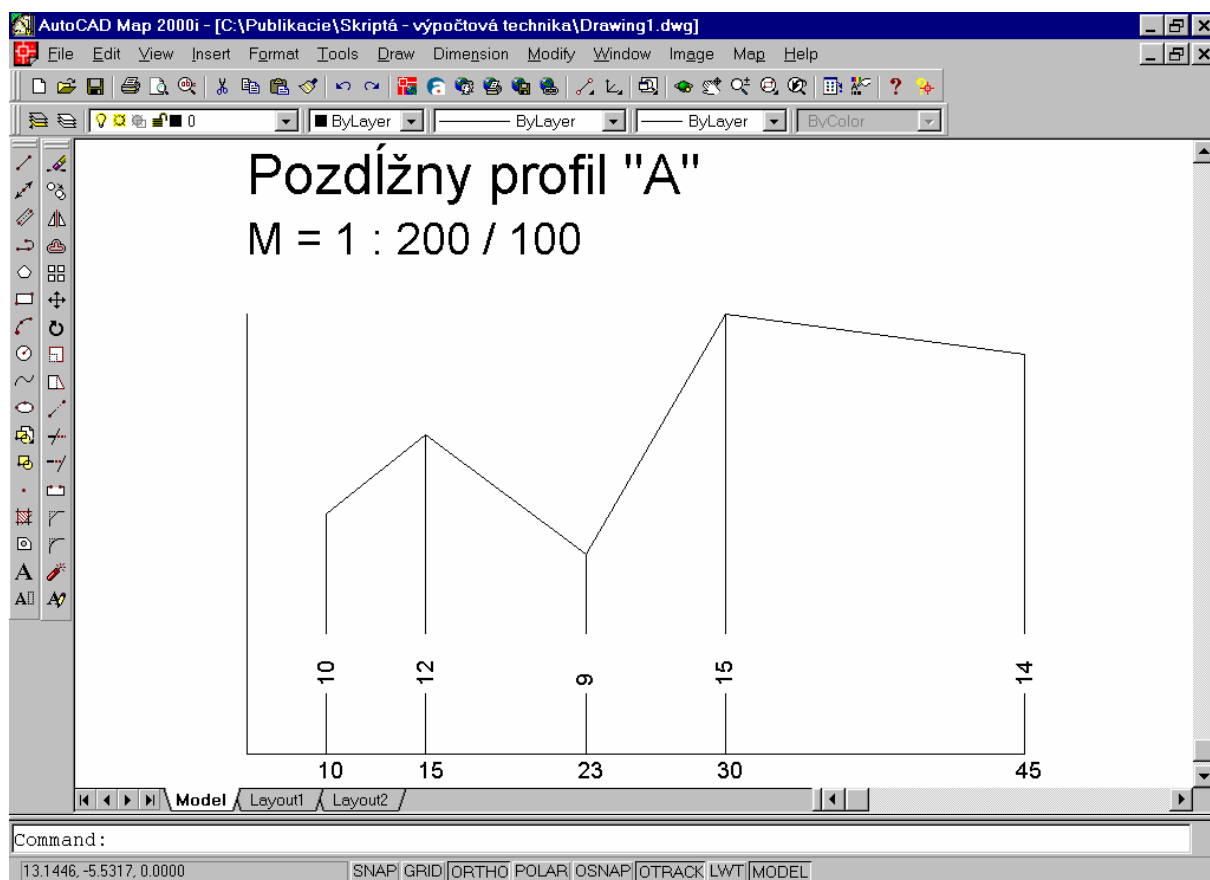 AutoCAD Map 2000i - [C:\Publikacie\Skriptá - výpočtová technika\Drawing1.dwg]
File Edit View Insert Format Tools Draw Dimension Modify Window Image Map Help
0 ByLayer ByLayer ByLayer ByColor
Pozdĺžny profil "A"
M = 1 : 200 / 100
10 12 9 15 14
10 15 23 30 45
Model Layout1 Layout2
Command:
13.1446, -5.5317, 0.0000 SNAP GRID ORTHO POLAR OSNAP OTRACK LWT MODEL